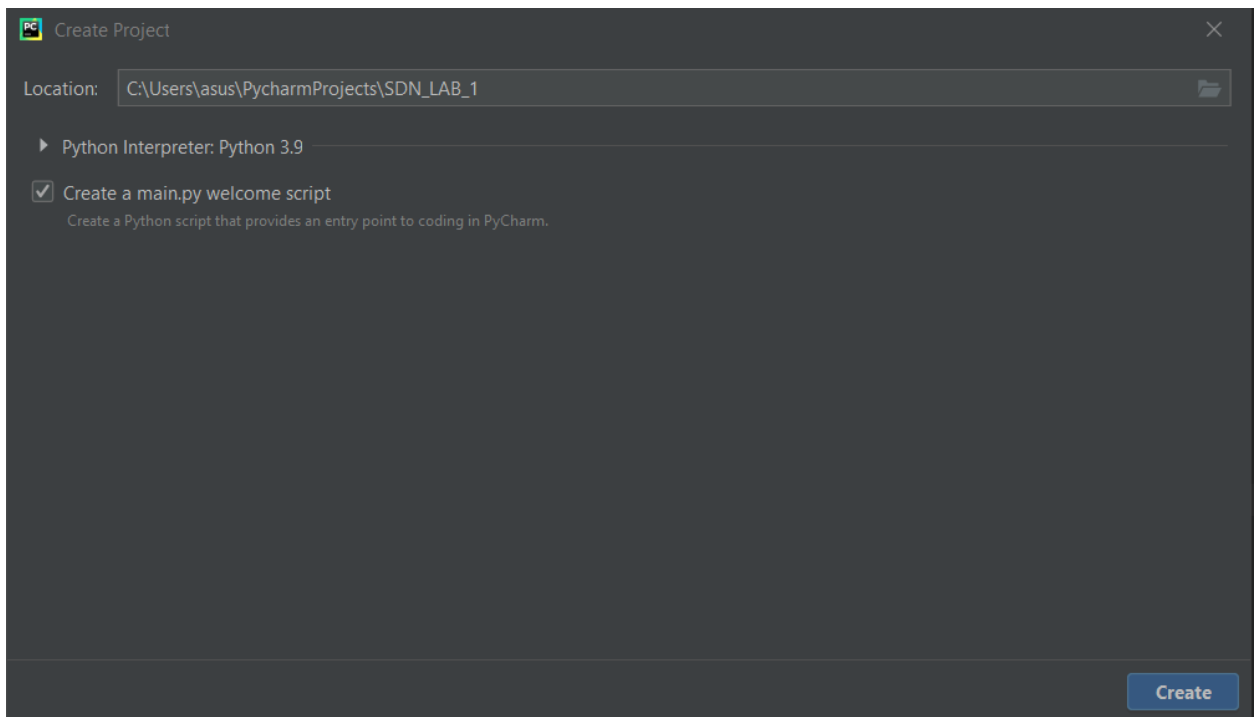 PC
Create Project
Location: C:\Users\asus\PycharmProjects\SDN_LAB_1
Python Interpreter: Python 3.9
Create a main.py welcome script
Create a Python script that provides an entry point to coding in PyCharm.
Create